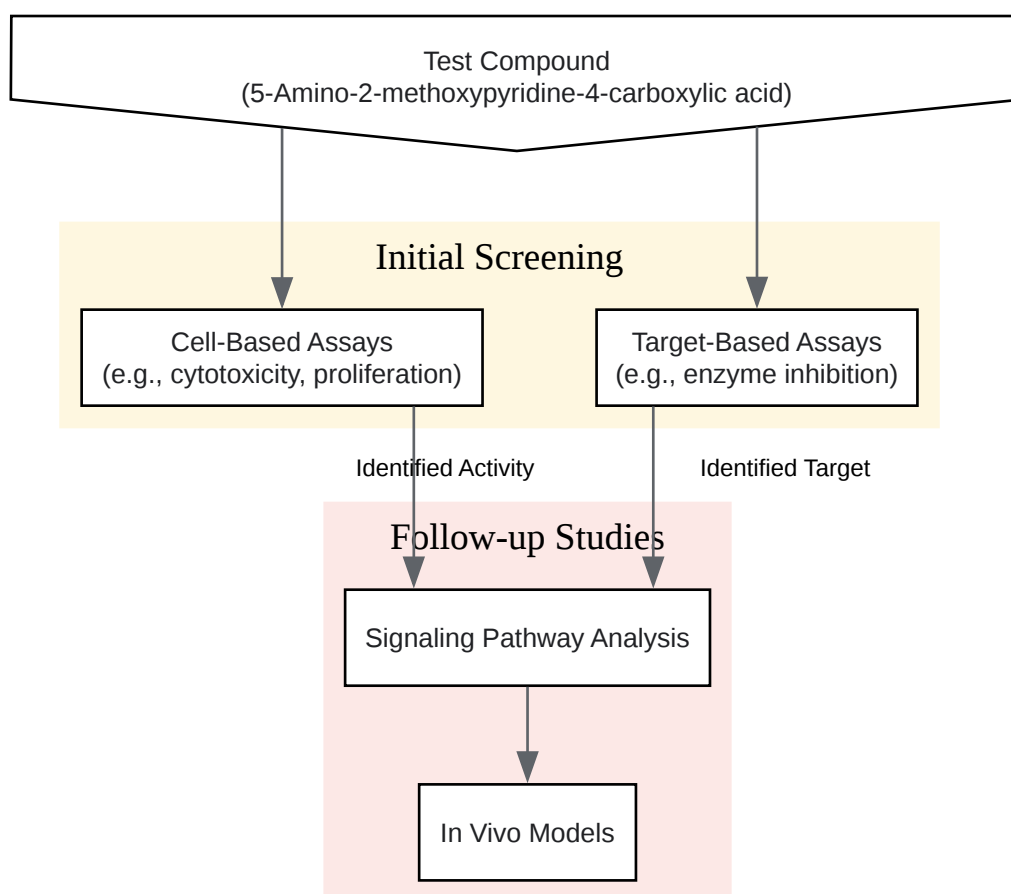 Test Compound
(5-Amino-2-methoxypyridine-4-carboxylic acid)
Initial Screening
Cell-Based Assays
(e.g., cytotoxicity, proliferation)
Target-Based Assays
(e.g., enzyme inhibition)
Identified Activity
Identified Target
Follow-up Studies
Signaling Pathway Analysis
In Vivo Models